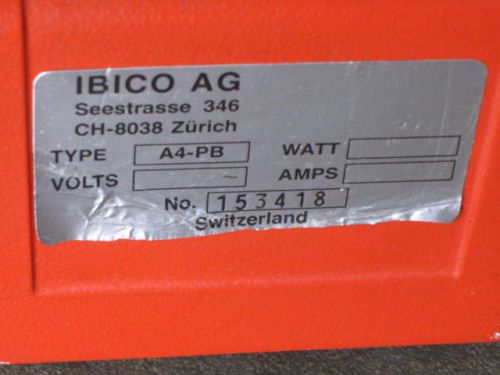 IBICO AG
Seestrasse 346
CH-8038 Zürich
TYPE A4-PB WATT
VOLTS ~ AMPS
No. 153418
Switzerland